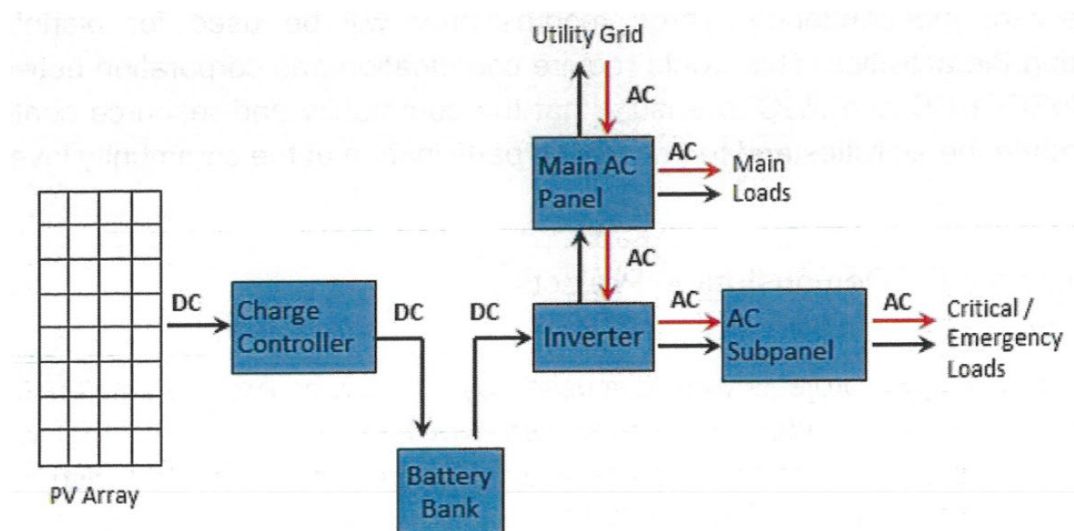 Utility Grid
AC
Main AC
Panel
AC
Main
Loads
AC
DC
Charge
Controller
DC
DC
Inverter
AC
AC
Subpanel
AC
Critical /
Emergency
Loads
Battery
Bank
PV Array